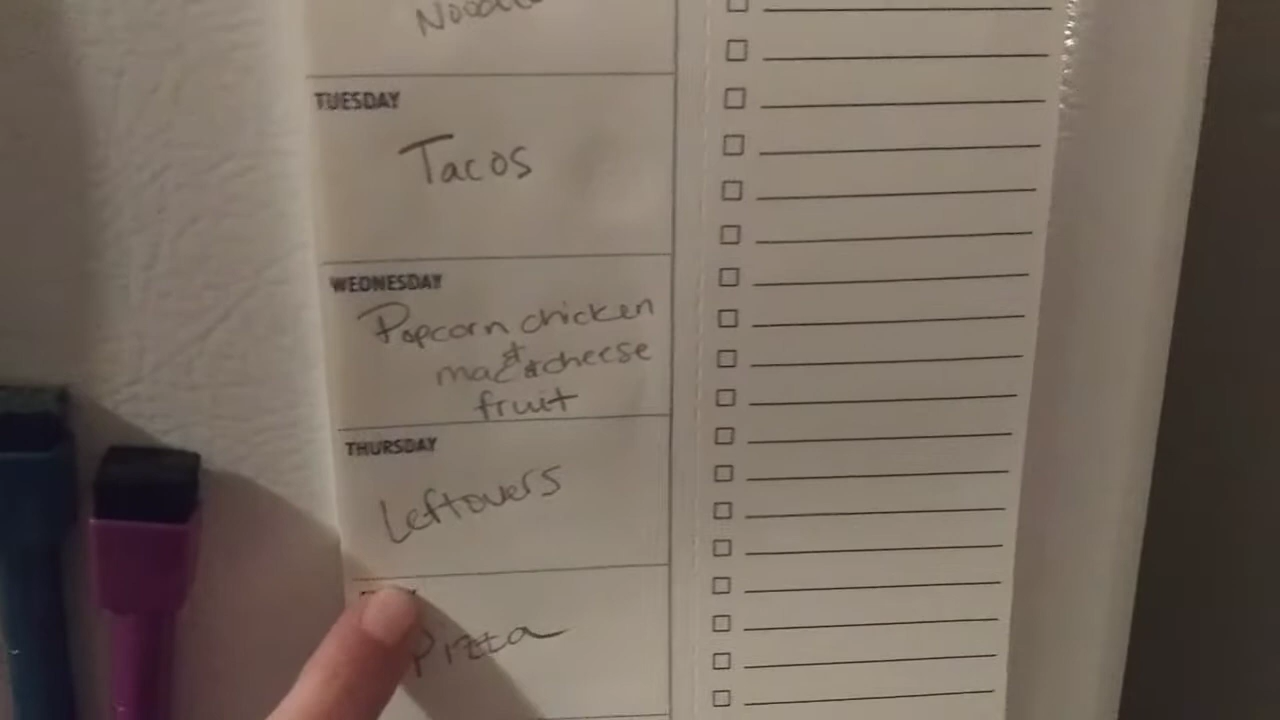 TUESDAY
Tacos
WEDNESDAY
Popcorn chicken
mac & cheese
fruit
THURSDAY
Leftovers
Pizza